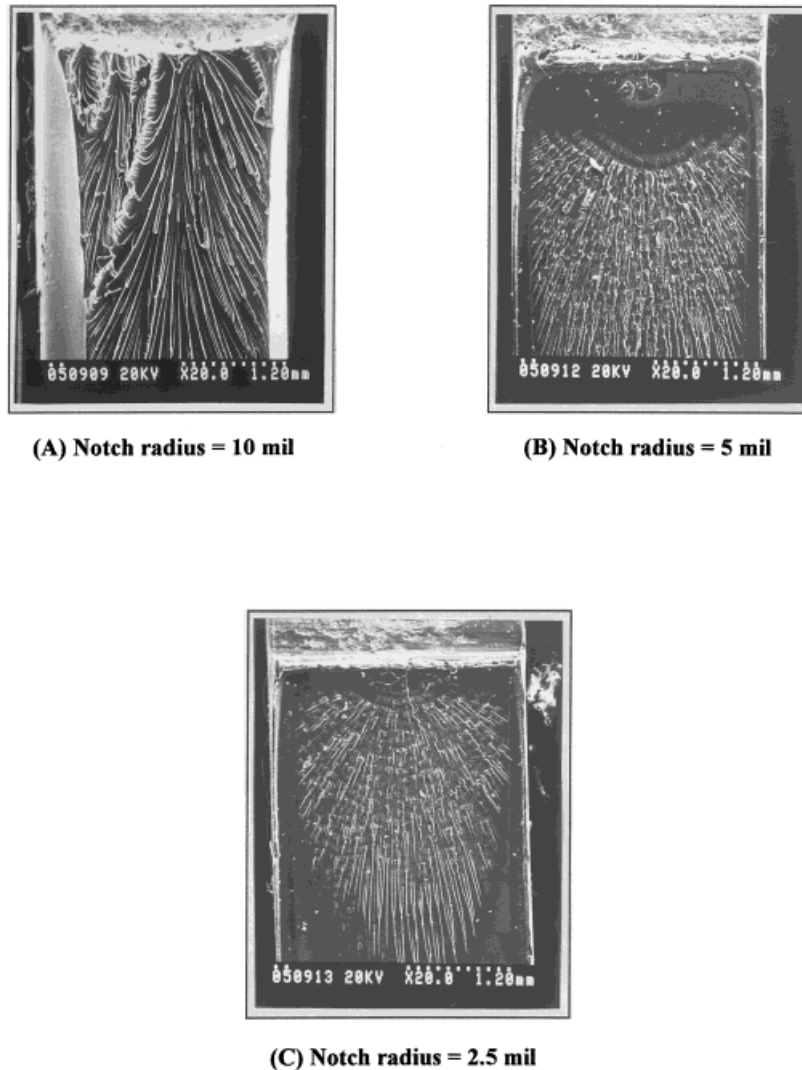 050909 20KV X20.0 1.20mm
(A) Notch radius = 10 mil
050912 20KV X20.0 1.20mm
(B) Notch radius = 5 mil
050913 20KV X20.0 1.20mm
(C) Notch radius = 2.5 mil